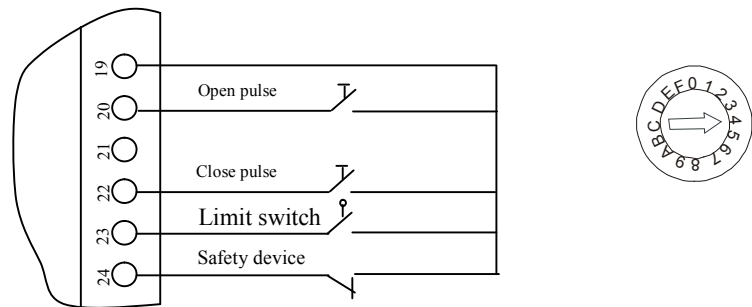 19
20 Open pulse
21
22 Close pulse
23 Limit switch
24 Safety device
0 1 2 3 4 5 6 7 8 9 A B C D E F